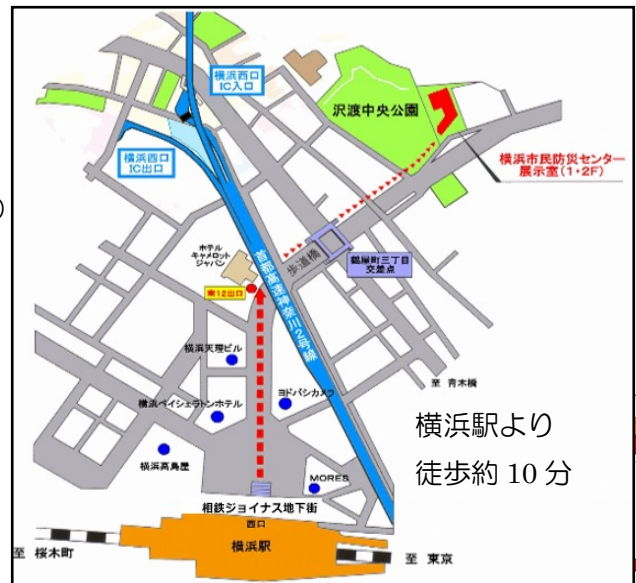 横浜西口
IC入口
沢渡中央公園
横浜西口
IC出口
横浜市民防災センター
展示室(1・2F)
ホテル
キャメロット
ジャパン
歩道橋
鶴屋町三丁目
交差点
首都高速神奈川2号線
南12出口
横浜天理ビル
至 青木橋
横浜ベイシェラトンホテル
ヨドバシカメラ
横浜駅より
徒歩約 10 分
横浜高島屋
MORES
相鉄ジョイナス地下街
西口
横浜駅
至 桜木町
至 東京